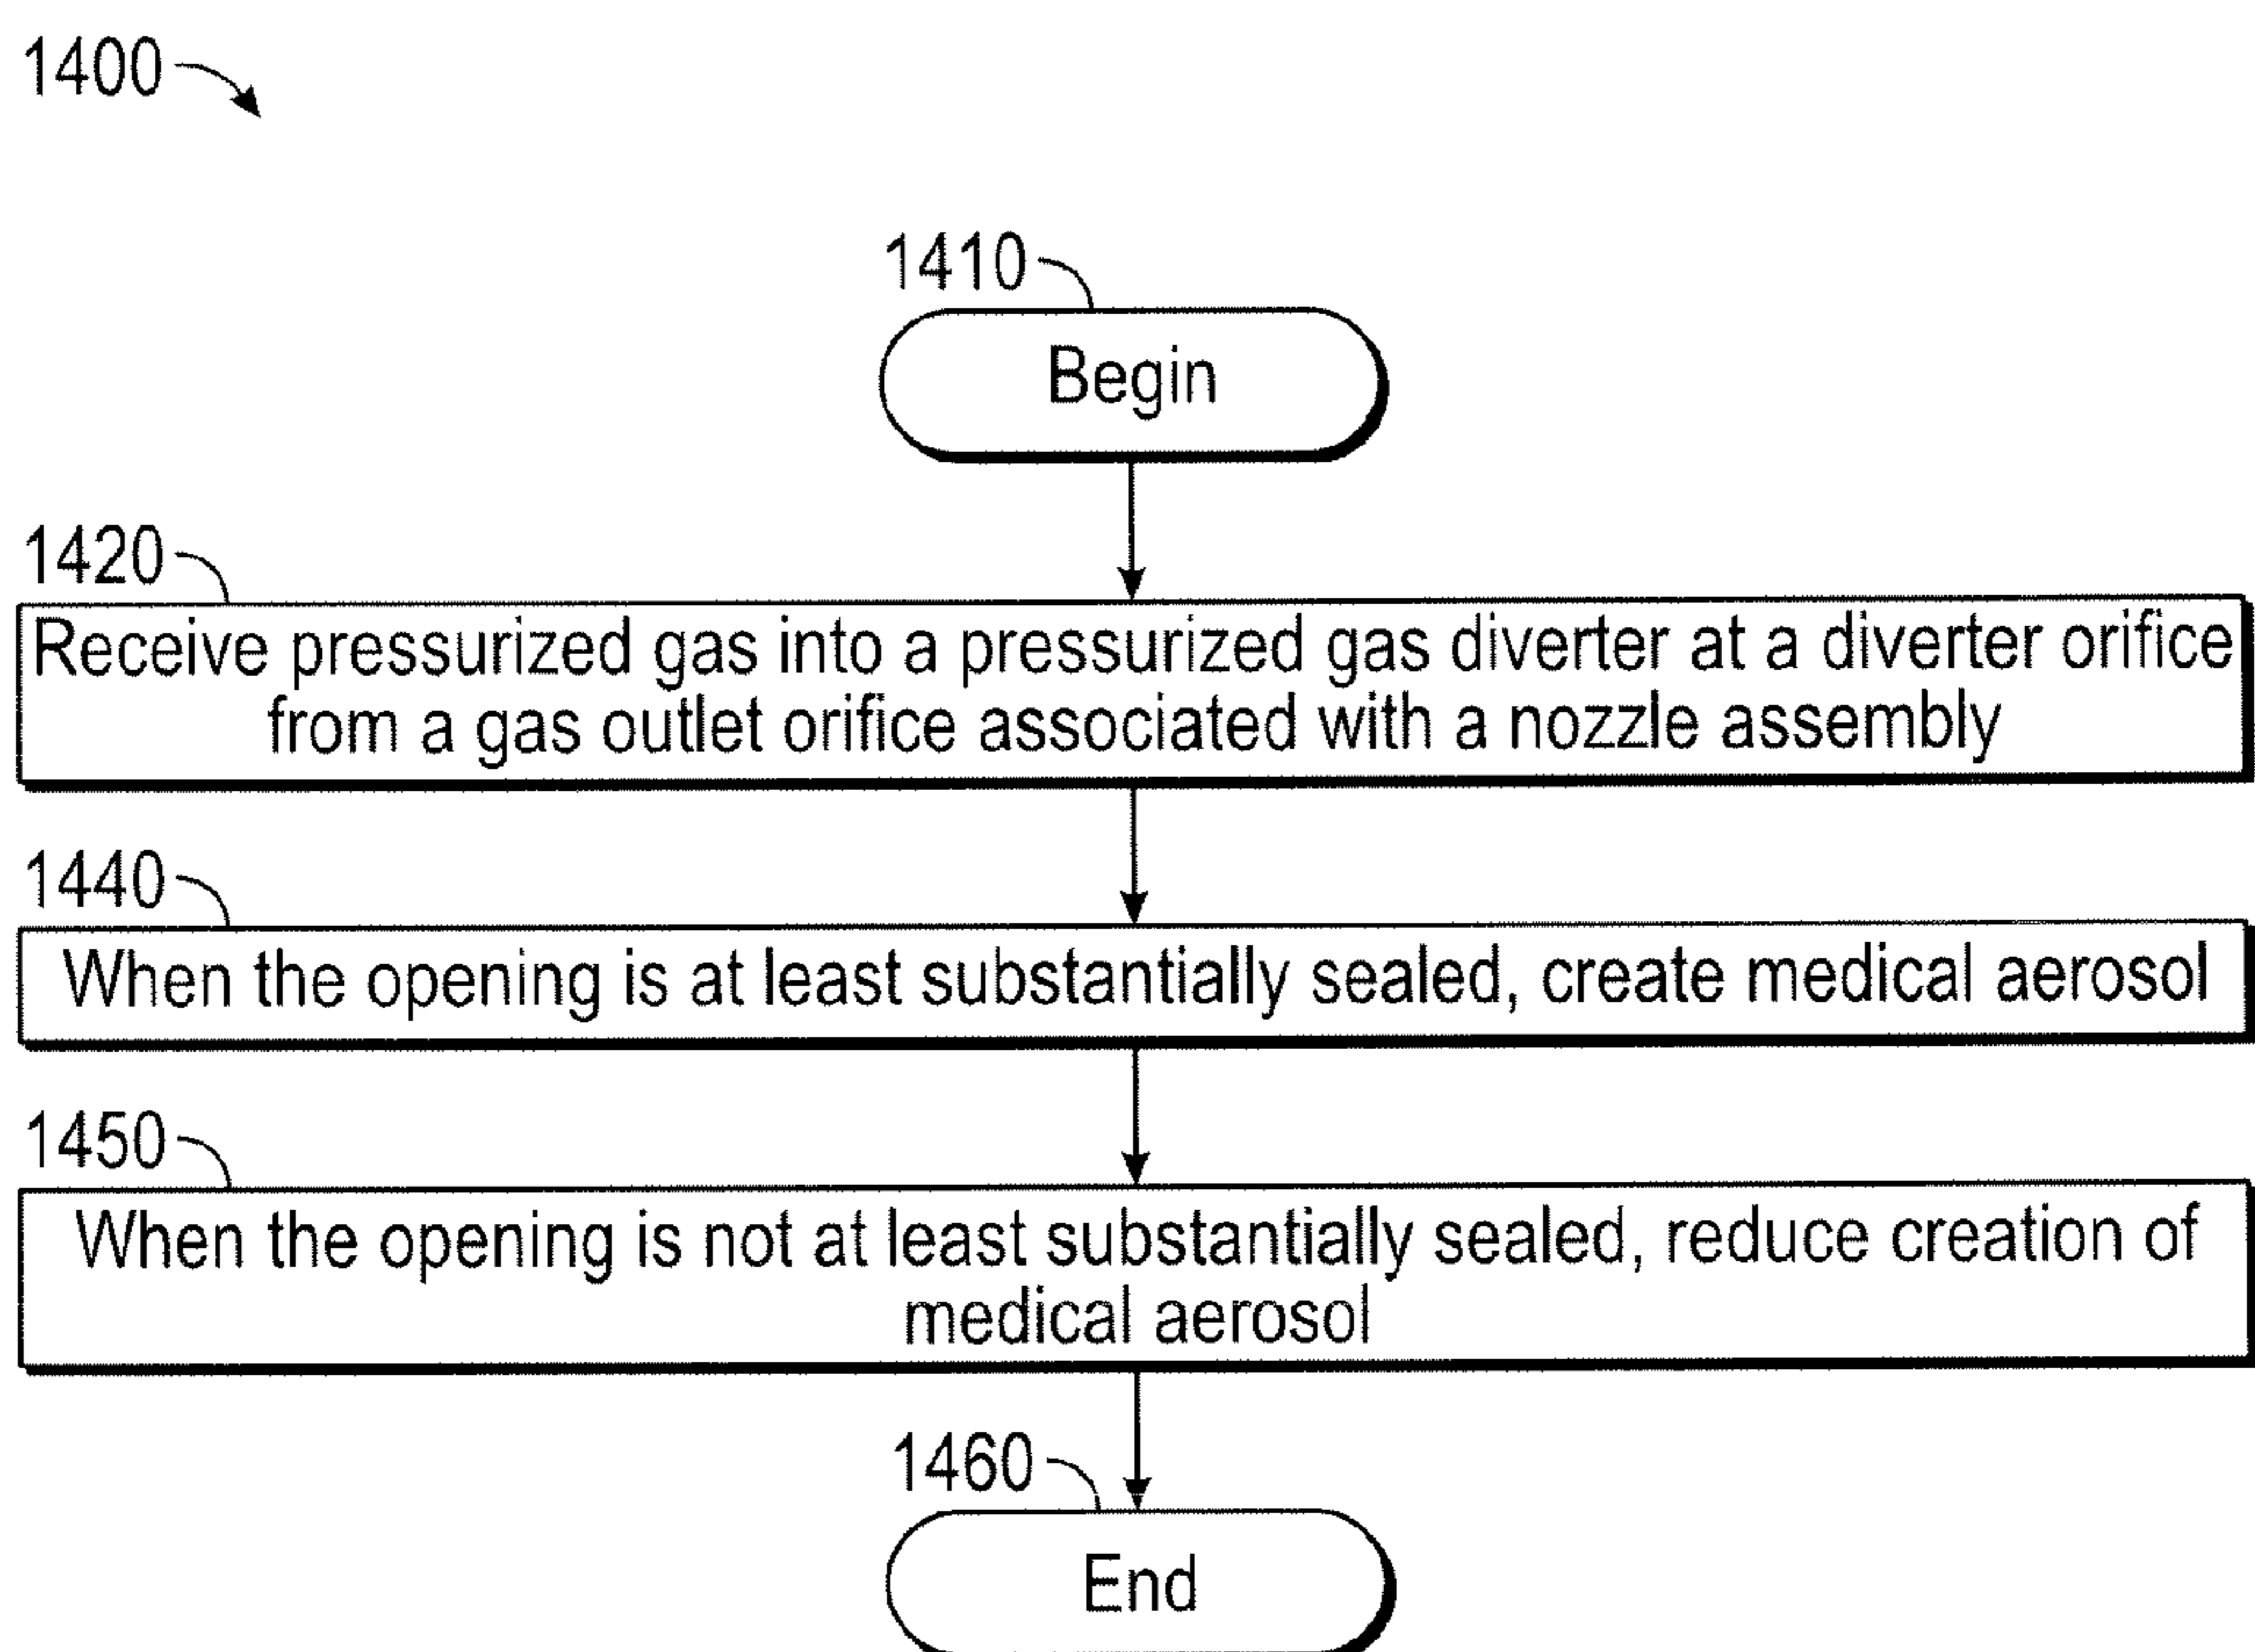 1400
1410
Begin
1420
Receive pressurized gas into a pressurized gas diverter at a diverter orifice
from a gas outlet orifice associated with a nozzle assembly
1440
When the opening is at least substantially sealed, create medical aerosol
1450
When the opening is not at least substantially sealed, reduce creation of
medical aerosol
1460
End